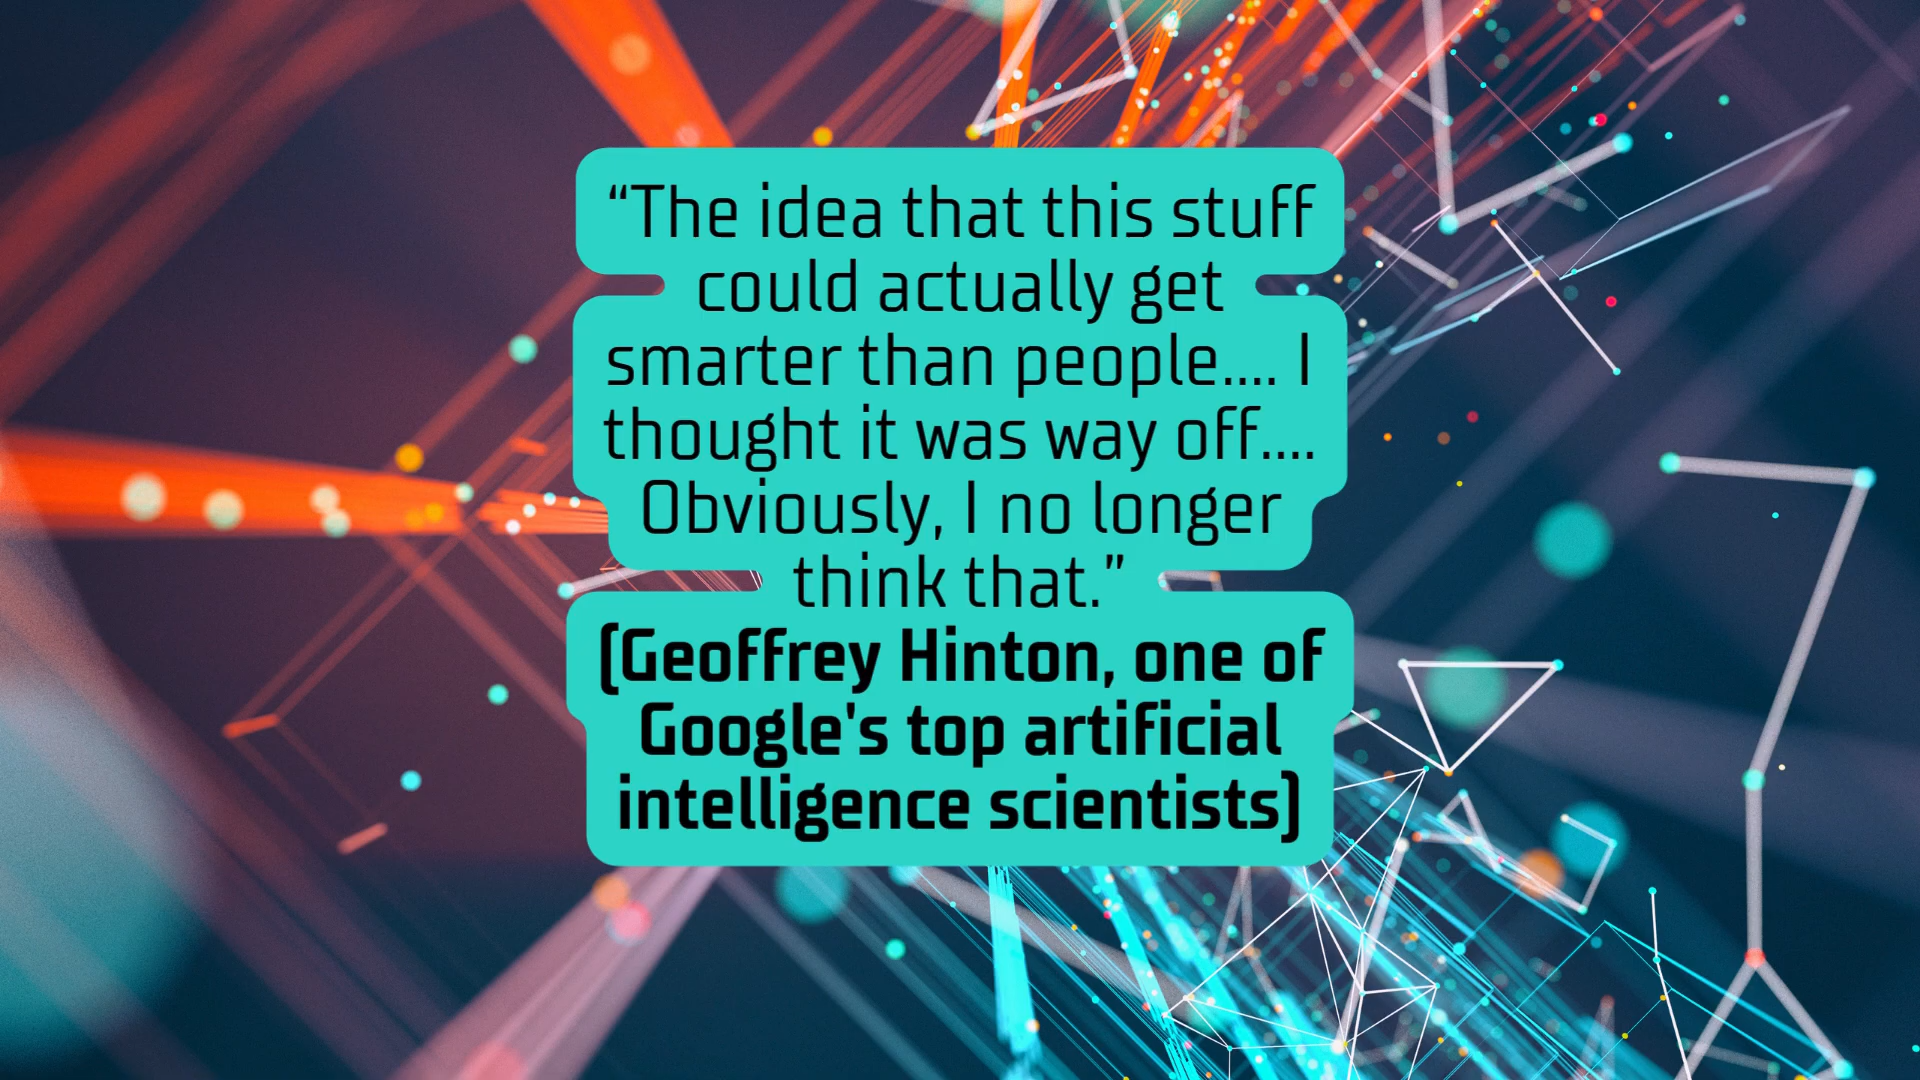 “The idea that this stuff
could actually get
smarter than people.... I
thought it was way off....
Obviously, I no longer
think that.”
(Geoffrey Hinton, one of
Google's top artificial
intelligence scientists)